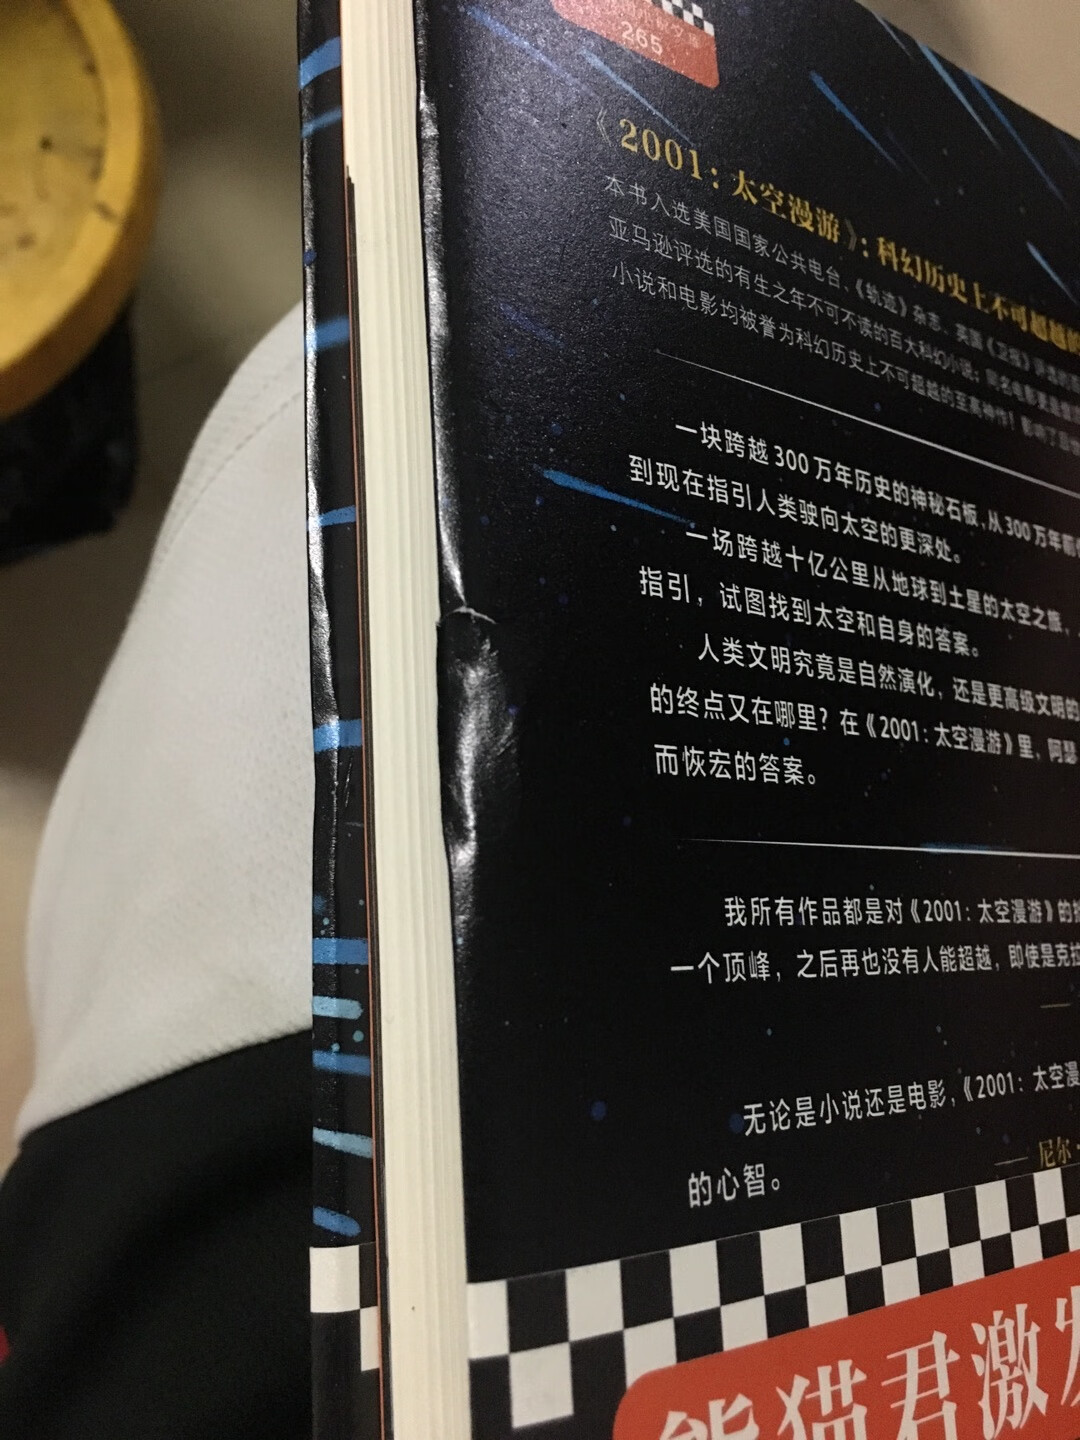 265
《2001：太空漫游》：科幻历史上不可超越的
本书入选美国国家公共电台、《轨迹》杂志、英国《卫报》
亚马逊评选的有生之年不可不读的百大科幻小说；同名电影
小说和电影均被誉为科幻历史上不可超越的至高神作！影响了
一块跨越300万年历史的神秘石板，从300万年前
到现在指引人类驶向太空的更深处。
一场跨越十亿公里从地球到土星的太空之旅，
指引，试图找到太空和自身的答案。
人类文明究竟是自然演化，还是更高级文明的
的终点又在哪里？在《2001：太空漫游》里，阿瑟
而恢宏的答案。
我所有作品都是对《2001：太空漫游》的
一个顶峰，之后再也没有人能超越，即使是克拉
——
无论是小说还是电影，《2001：太空漫
—— 尼尔·
的心智。
熊猫君激发